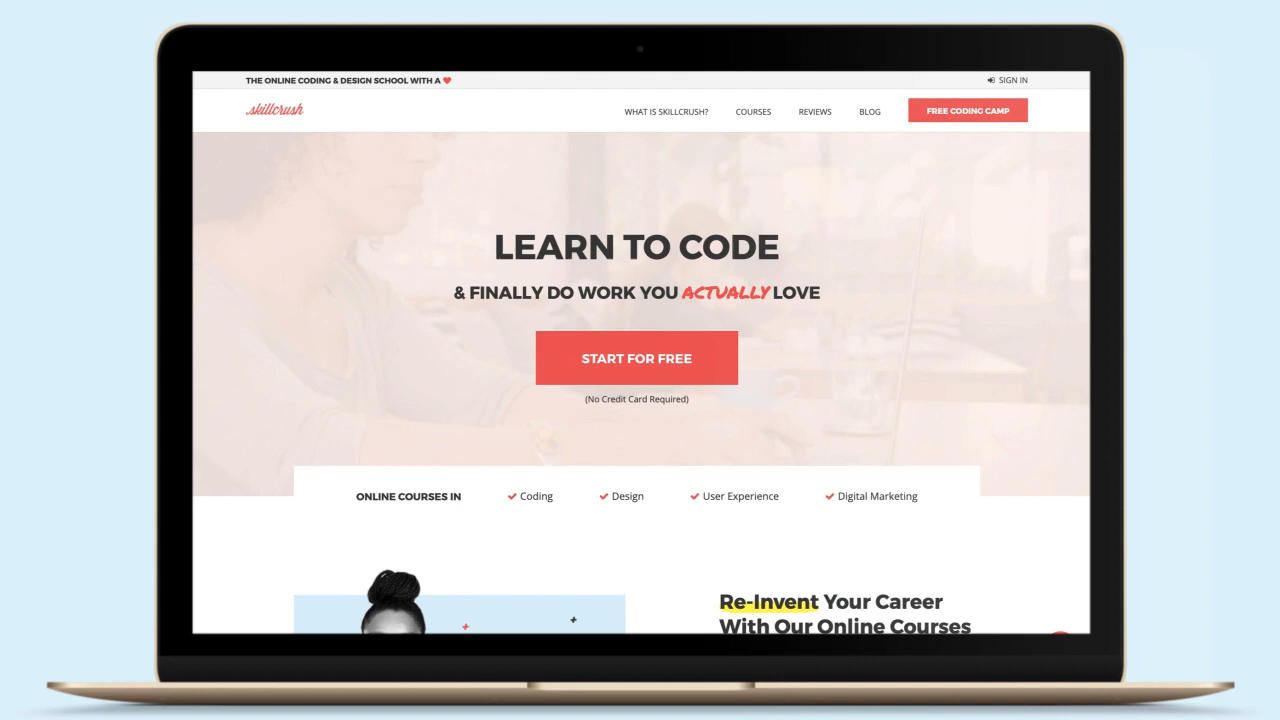 THE ONLINE CODING & DESIGN SCHOOL WITH A
SIGN IN
skillcrush
WHAT IS SKILLCRUSH?
COURSES
REVIEWS
BLOG
FREE CODING CAMP
LEARN TO CODE
& FINALLY DO WORK YOU ACTUALLY LOVE
START FOR FREE
(No Credit Card Required)
ONLINE COURSES IN
Coding
Design
User Experience
Digital Marketing
Re-Invent Your Career
With Our Online Courses